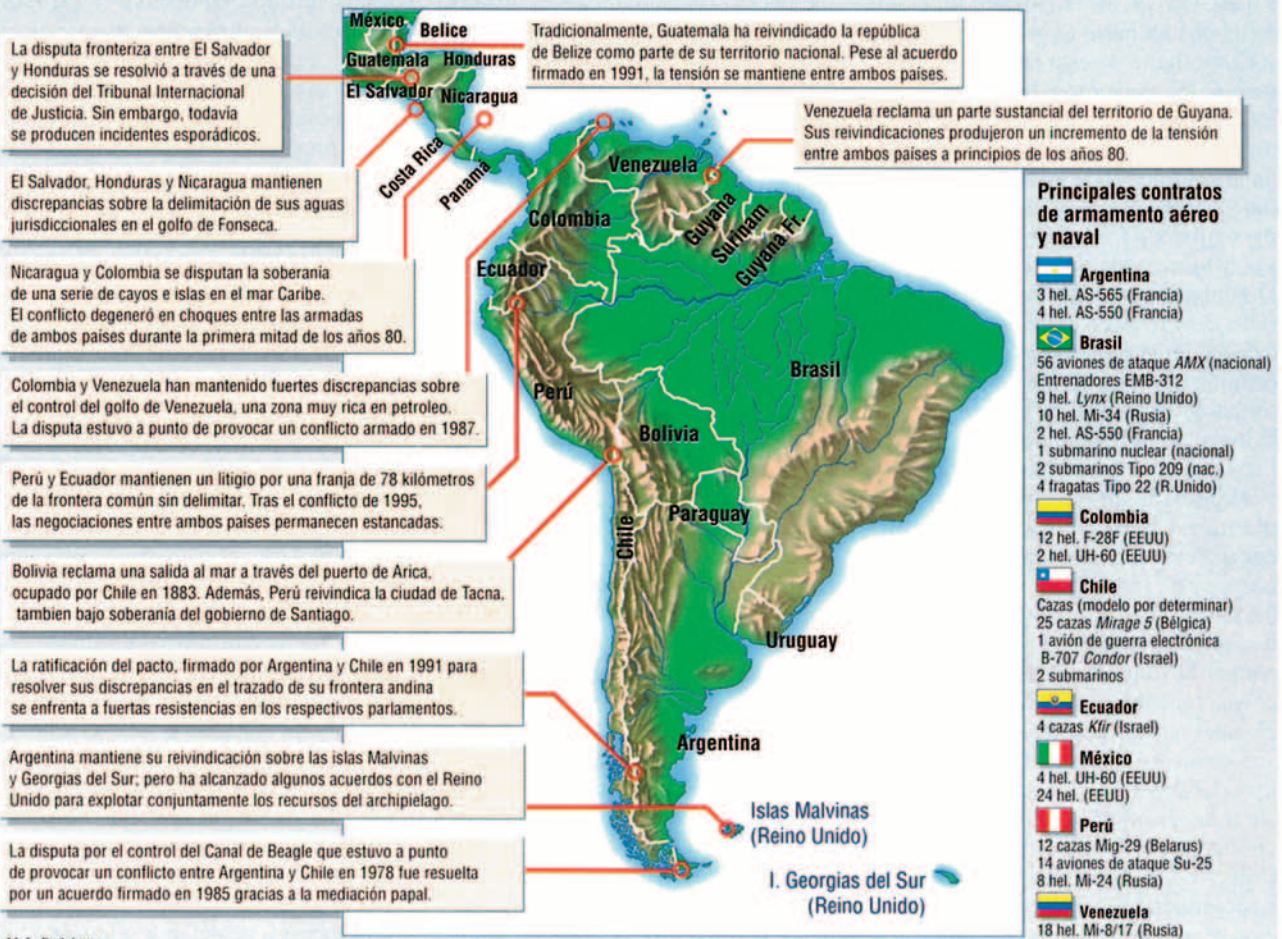 La disputa fronteriza entre El Salvador
y Honduras se resolvió a través de una
decisión del Tribunal Internacional
de Justicia. Sin embargo, todavía
se producen incidentes esporádicos.
El Salvador, Honduras y Nicaragua mantienen
discrepancias sobre la delimitación de sus aguas
jurisdiccionales en el golfo de Fonseca.
Nicaragua y Colombia se disputan la soberanía
de una serie de cayos e islas en el mar Caribe.
El conflicto degeneró en choques entre las armadas
de ambos países durante la primera mitad de los años 80.
Colombia y Venezuela han mantenido fuertes discrepancias sobre
el control del golfo de Venezuela, una zona muy rica en petroleo.
La disputa estuvo a punto de provocar un conflicto armado en 1987.
Perú y Ecuador mantienen un litigio por una franja de 78 kilómetros
de la frontera común sin delimitar. Tras el conflicto de 1995,
las negociaciones entre ambos países permanecen estancadas.
Bolivia reclama una salida al mar a través del puerto de Arica,
ocupado por Chile en 1883. Además, Perú reivindica la ciudad de Tacna,
tambien bajo soberanía del gobierno de Santiago.
La ratificación del pacto, firmado por Argentina y Chile en 1991 para
resolver sus discrepancias en el trazado de su frontera andina
se enfrenta a fuertes resistencias en los respectivos parlamentos.
Argentina mantiene su reivindicación sobre las islas Malvinas
y Georgias del Sur; pero ha alcanzado algunos acuerdos con el Reino
Unido para explotar conjuntamente los recursos del archipielago.
La disputa por el control del Canal de Beagle que estuvo a punto
de provocar un conflicto entre Argentina y Chile en 1978 fue resuelta
por un acuerdo firmado en 1985 gracias a la mediación papal.
Tradicionalmente, Guatemala ha reivindicado la república
de Belize como parte de su territorio nacional. Pese al acuerdo
firmado en 1991, la tensión se mantiene entre ambos países.
Venezuela reclama un parte sustancial del territorio de Guyana.
Sus reivindicaciones produjeron un incremento de la tensión
entre ambos países a principios de los años 80.
México
Belice
Guatemala
Honduras
El Salvador
Nicaragua
Costa Rica
Panamá
Venezuela
Colombia
Guyana
Surinam
Guyana Fr.
Ecuador
Perú
Brasil
Bolivia
Paraguay
Chile
Uruguay
Argentina
Islas Malvinas
(Reino Unido)
I. Georgias del Sur
(Reino Unido)
Principales contratos
de armamento aéreo
y naval
Argentina
3 hel. AS-565 (Francia)
4 hel. AS-550 (Francia)
Brasil
56 aviones de ataque AMX (nacional)
Entrenadores EMB-312
9 hel. Lynx (Reino Unido)
10 hel. Mi-34 (Rusia)
2 hel. AS-550 (Francia)
1 submarino nuclear (nacional)
2 submarinos Tipo 209 (nac.)
4 fragatas Tipo 22 (R.Unido)
Colombia
12 hel. F-28F (EEUU)
2 hel. UH-60 (EEUU)
Chile
Cazas (modelo por determinar)
25 cazas Mirage 5 (Bélgica)
1 avión de guerra electrónica
B-707 Condor (Israel)
2 submarinos
Ecuador
4 cazas Kfir (Israel)
México
4 hel. UH-60 (EEUU)
24 hel. (EEUU)
Perú
12 cazas Mig-29 (Belarus)
14 aviones de ataque Su-25
8 hel. Mi-24 (Rusia)
Venezuela
18 hel. Mi-8/17 (Rusia)